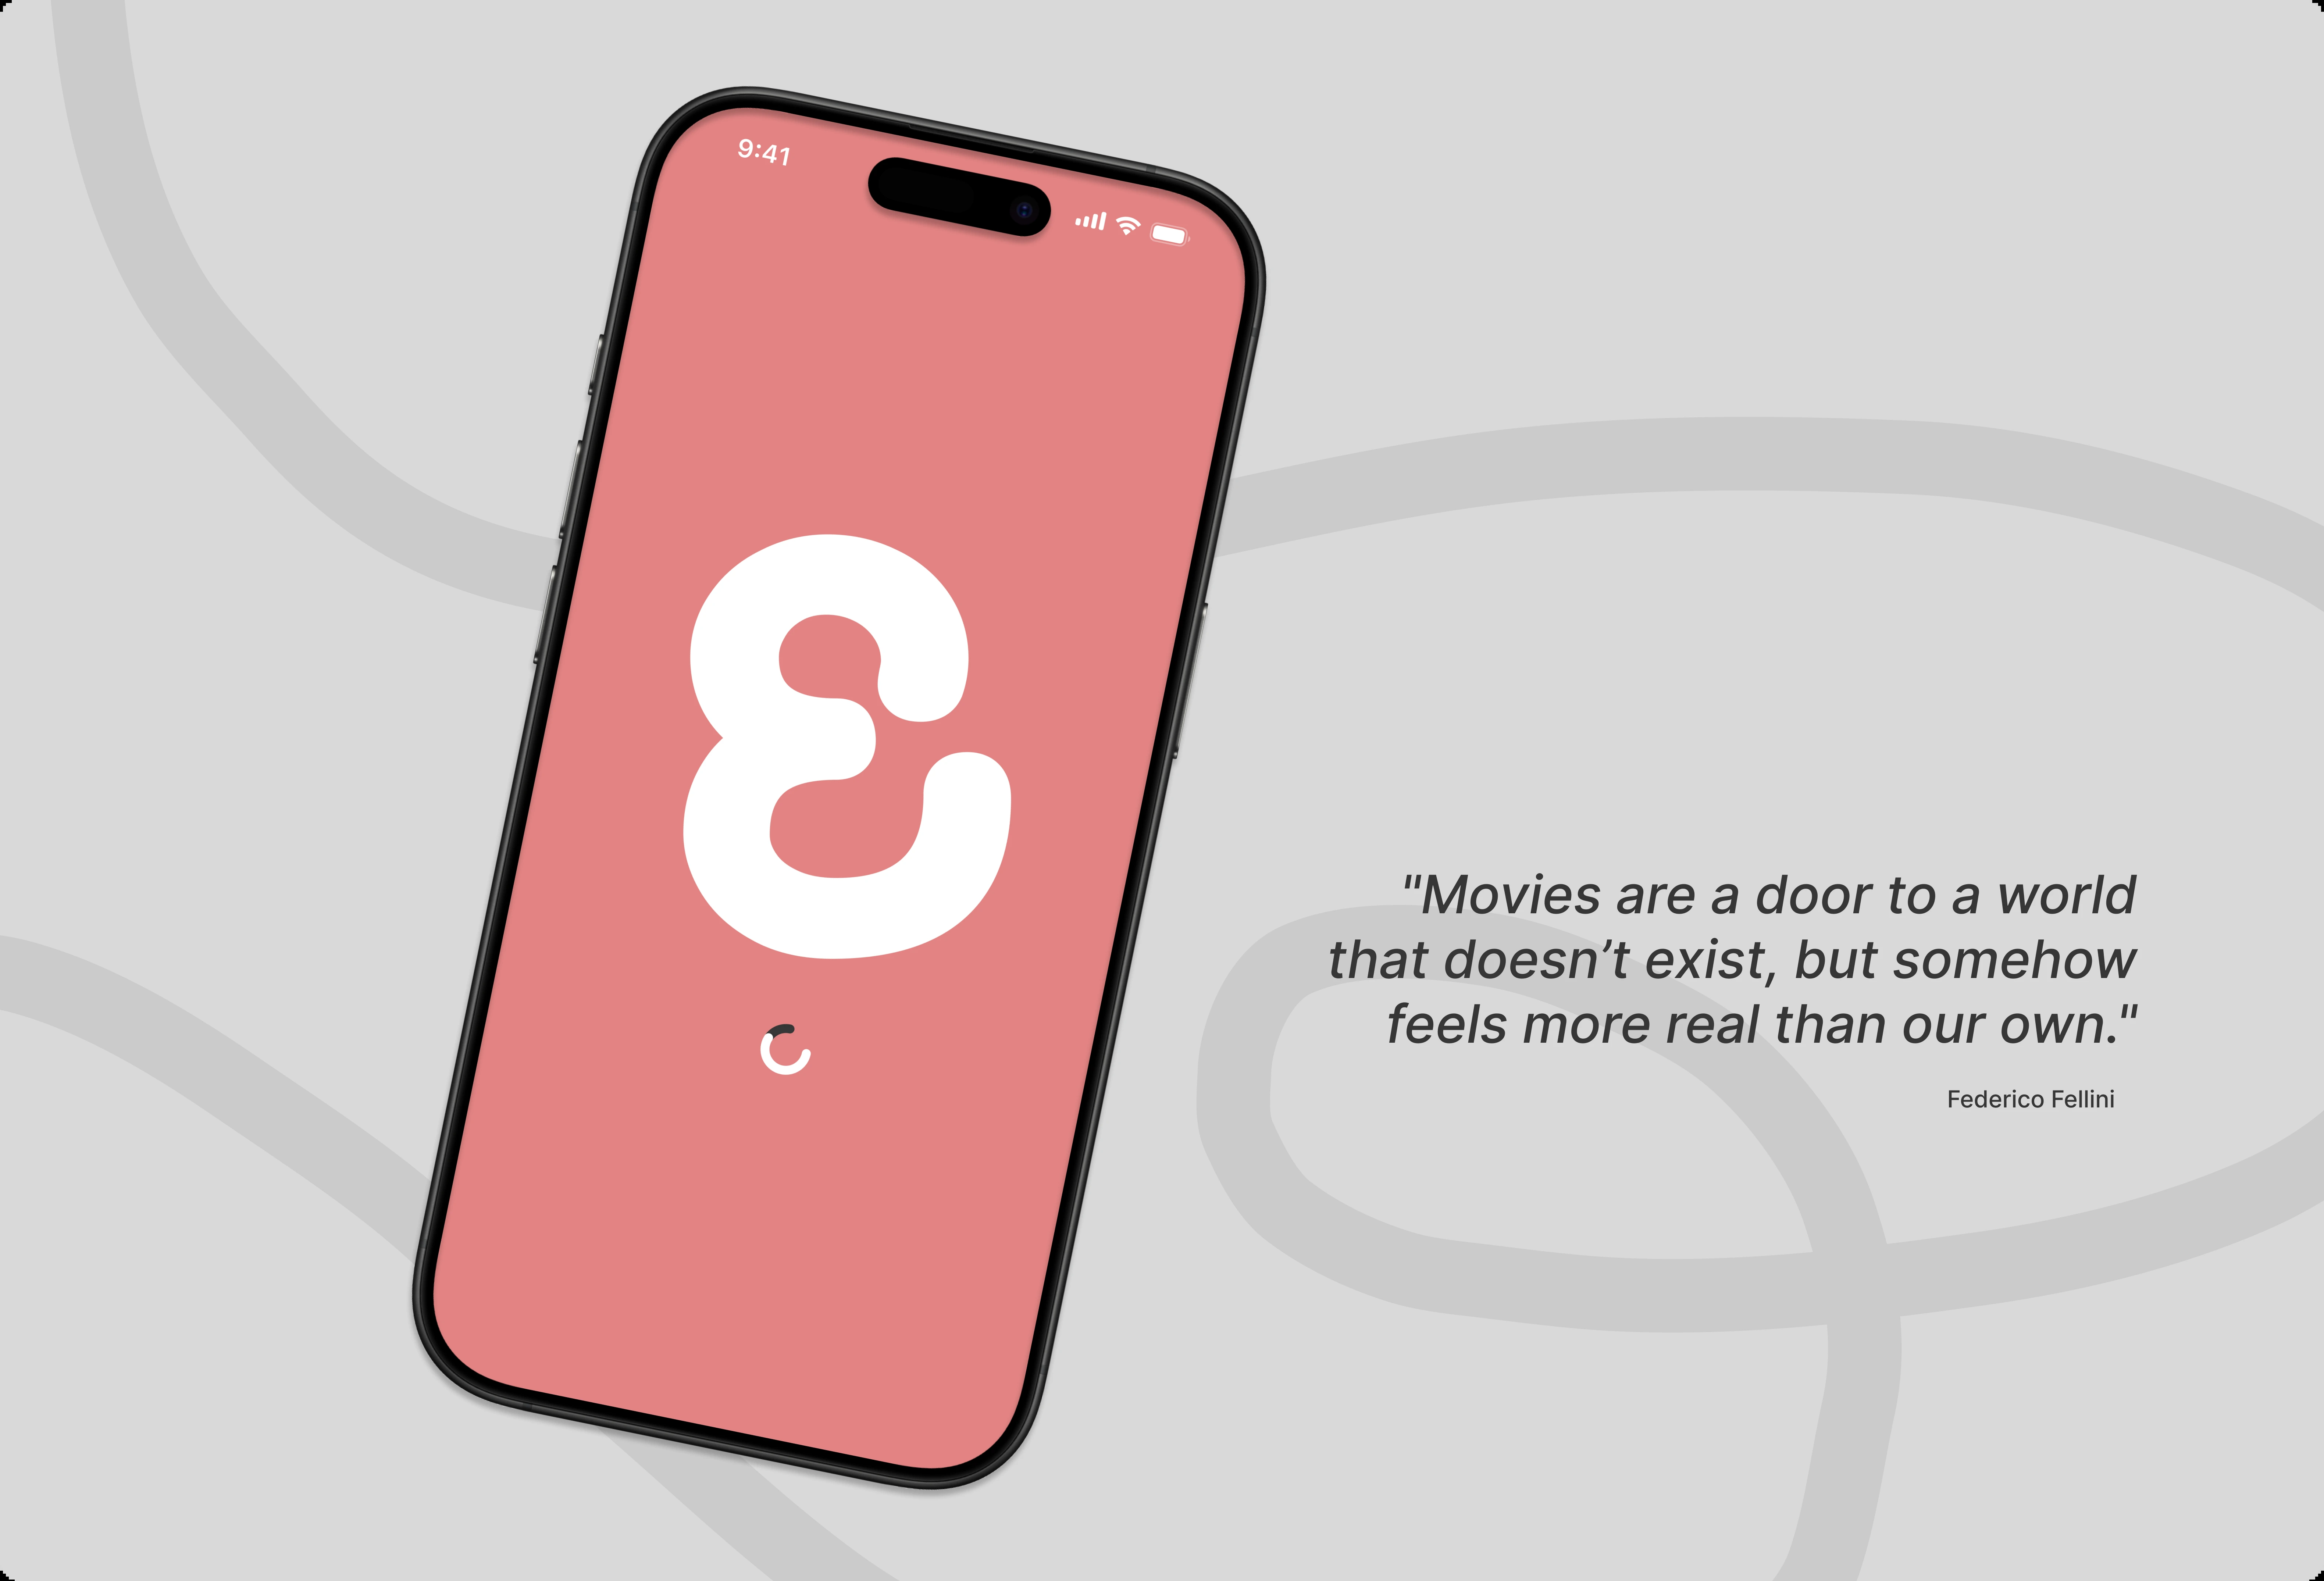 9:41
&
"Movies are a door to a world
that doesn’t exist, but somehow
feels more real than our own."
Federico Fellini